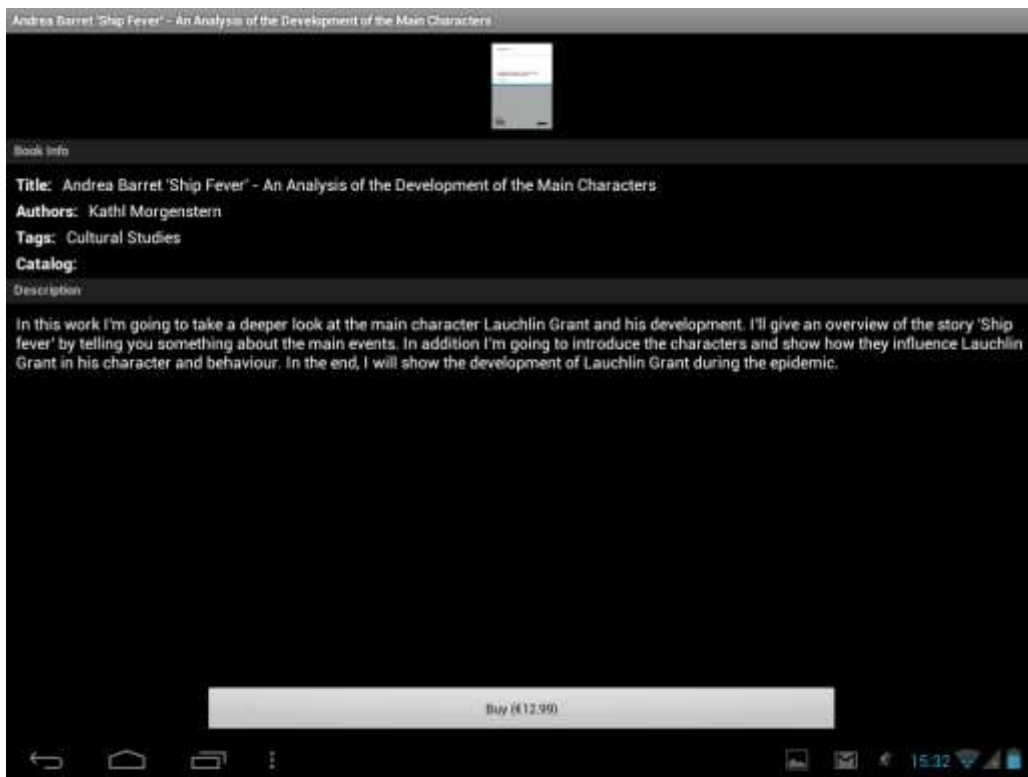 Andrea Barret 'Ship Fever' - An Analysis of the Development of the Main Characters
Book Info
Title: Andrea Barret 'Ship Fever' - An Analysis of the Development of the Main Characters
Authors: Kathl Morgenstern
Tags: Cultural Studies
Catalog:
Description
In this work I'm going to take a deeper look at the main character Lauchlin Grant and his development. I'll give an overview of the story 'Ship
fever' by telling you something about the main events. In addition I'm going to introduce the characters and show how they influence Lauchlin
Grant in his character and behaviour. In the end, I will show the development of Lauchlin Grant during the epidemic.
Buy (€12.99)
15:32